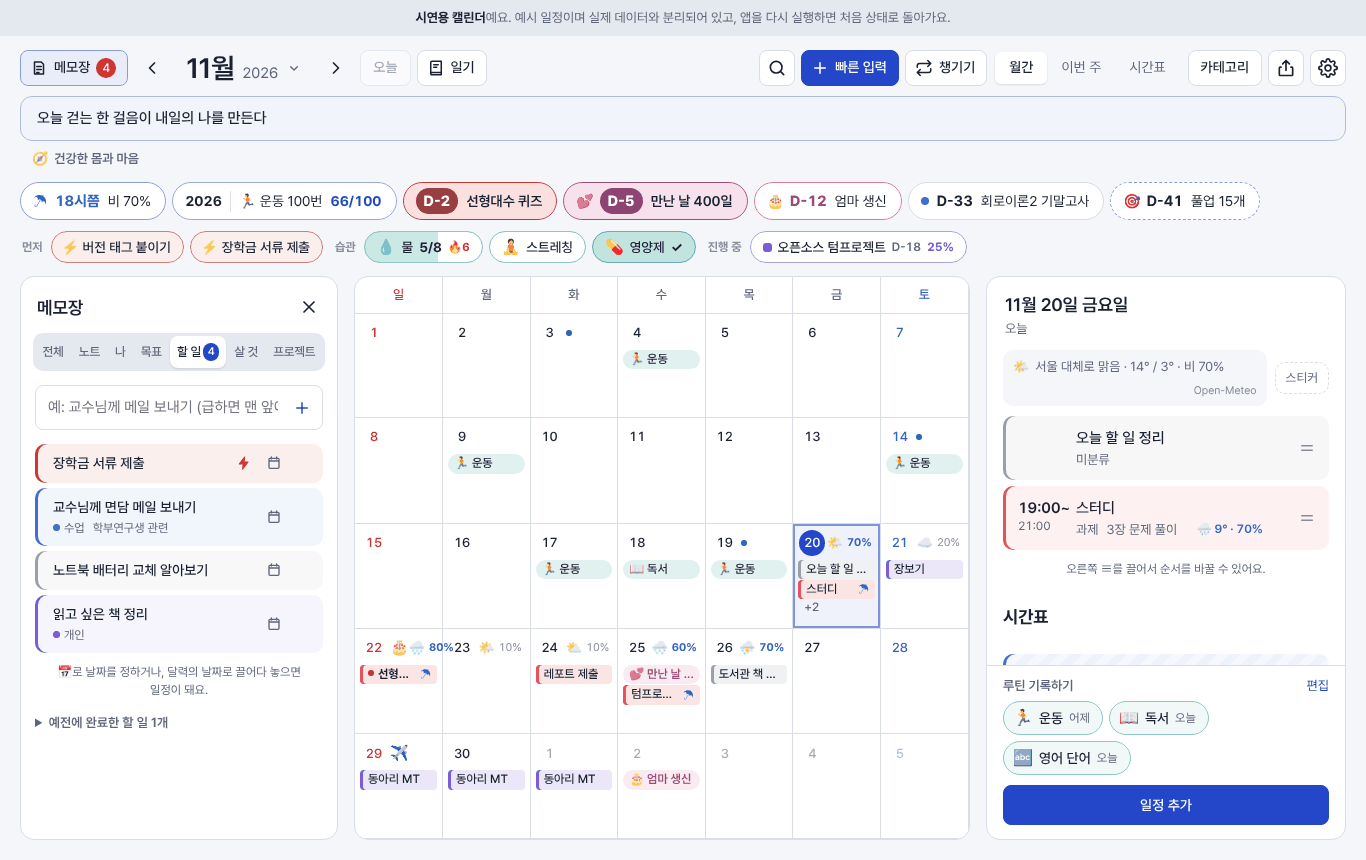 시연용 캘린더예요. 예시 일정이며 실제 데이터와 분리되어 있고, 앱을 다시 실행하면 처음 상태로 돌아가요.
메모장 4 11월 2026 오늘 일기 빠른 입력 챙기기 월간 이번 주 시간표 카테고리
오늘 걷는 한 걸음이 내일의 나를 만든다
🧭 건강한 몸과 마음
☂ 18시쯤 비 70% 2026 🏃 운동 100번 66/100 D-2 선형대수 퀴즈 💕 D-5 만난 날 400일 🎂 D-12 엄마 생신 D-33 회로이론2 기말고사 🎯 D-41 풀업 15개
먼저 ⚡ 버전 태그 붙이기 ⚡ 장학금 서류 제출 습관 💧 물 5/8 🔥6 🧘 스트레칭 💊 영양제 ✓ 진행 중 오픈소스 텀프로젝트 D-18 25%
메모장
전체 노트 나 목표 할 일 4 살 것 프로젝트
예: 교수님께 메일 보내기 (급하면 맨 앞에
장학금 서류 제출
교수님께 면담 메일 보내기
수업 학부연구생 관련
노트북 배터리 교체 알아보기
읽고 싶은 책 정리
개인
📅로 날짜를 정하거나, 달력의 날짜로 끌어다 놓으면
일정이 돼요.
▶ 예전에 완료한 할 일 1개
일 월 화 수 목 금 토
1 2 3 4 5 6 7
🏃 운동
8 9 10 11 12 13 14
🏃 운동 🏃 운동
15 16 17 18 19 20 70% 21 20%
🏃 운동 📖 독서 🏃 운동 오늘 할 일 ... 장보기
스터디
+2
22 80% 23 10% 24 10% 25 60% 26 70% 27 28
선형... 레포트 제출 💕 만난 날 ... 도서관 책 ...
텀프로...
29 30 1 2 3 4 5
동아리 MT 동아리 MT 동아리 MT 🎂 엄마 생신
11월 20일 금요일
오늘
서울 대체로 맑음 · 14° / 3° · 비 70%
Open-Meteo
스티커
오늘 할 일 정리
미분류
19:00~ 스터디
21:00 과제 3장 문제 풀이 9° · 70%
오른쪽 ≡를 끌어서 순서를 바꿀 수 있어요.
시간표
루틴 기록하기 편집
🏃 운동 어제 📖 독서 오늘
🔤 영어 단어 오늘
일정 추가